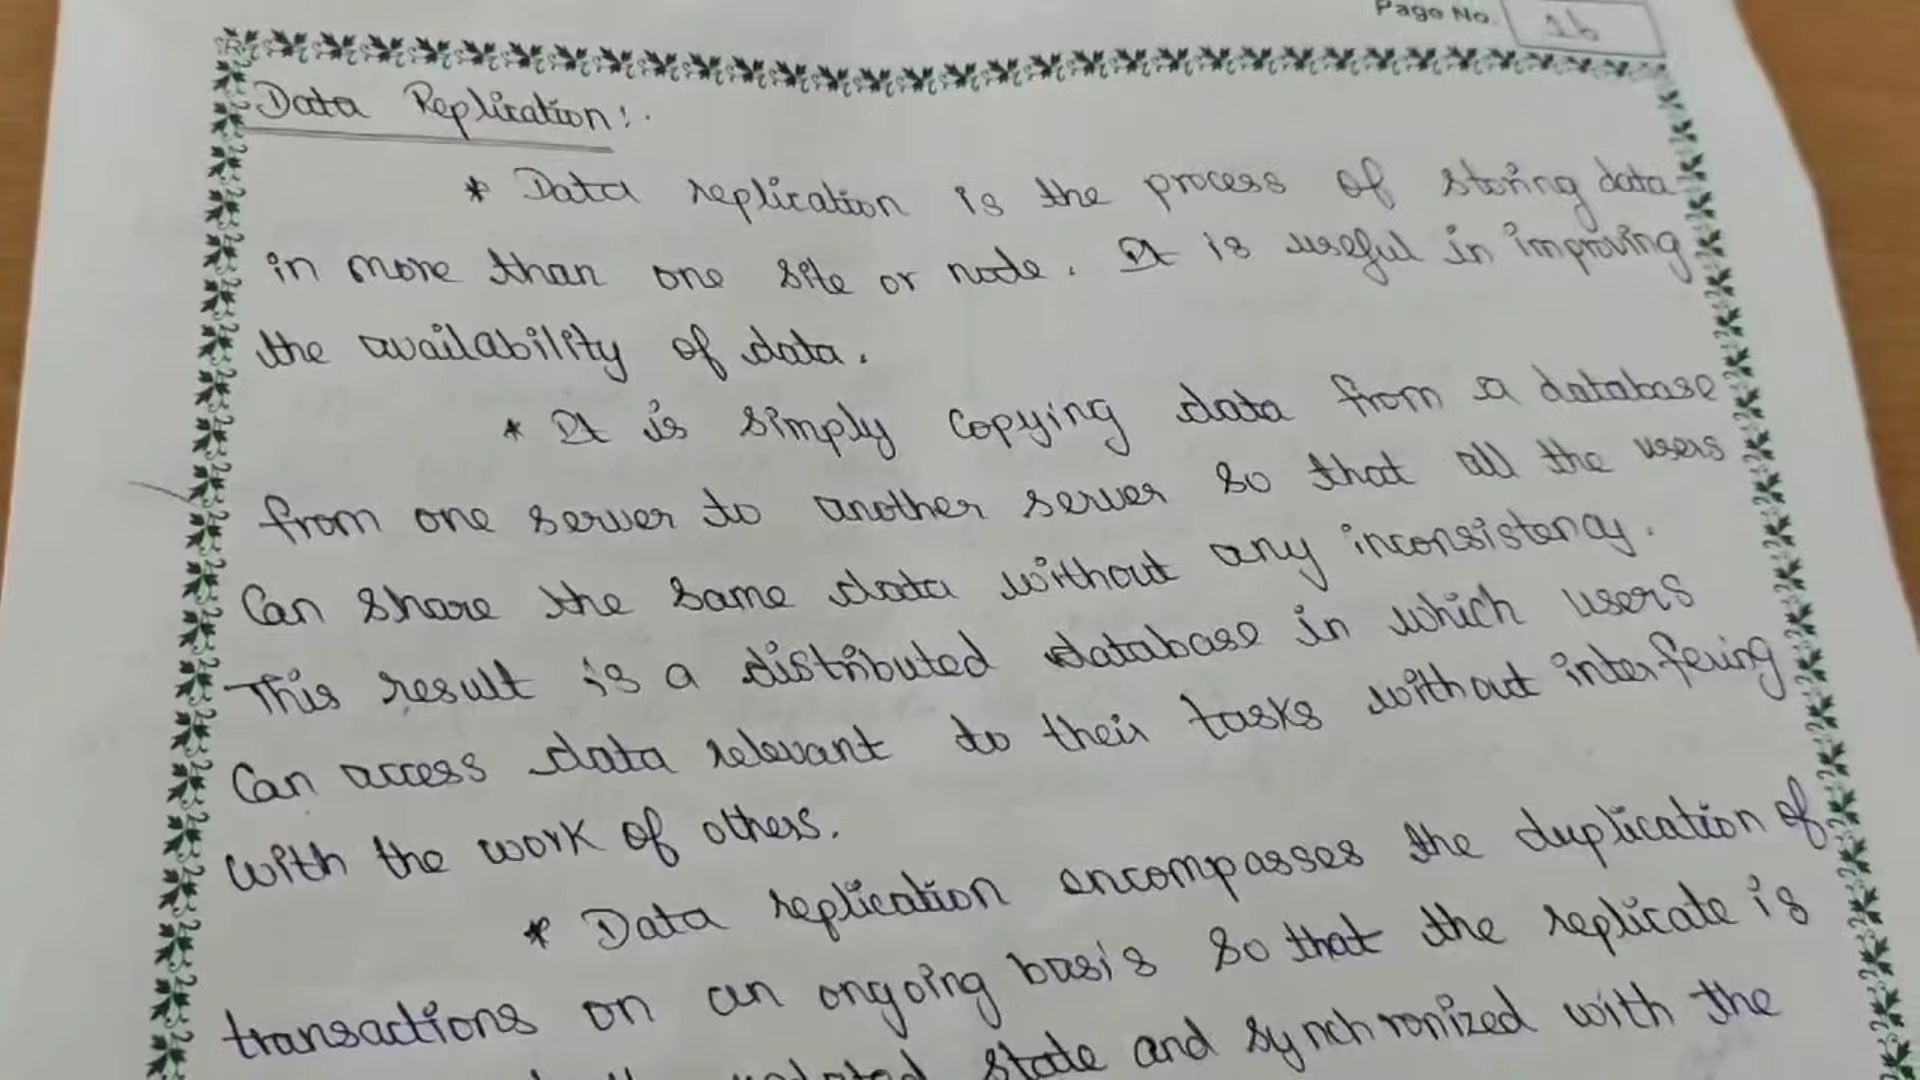 Page No. 16
Data Replication:-
* Data replication is the process of storing data
in more than one site or node. It is useful in improving
the availability of data.
* It is simply Copying data from a database
from one server to another server so that all the users
Can share the same data without any inconsistency.
This result is a distributed database in which users
Can access data relevant to their tasks without interfering
with the work of others.
* Data replication encompasses the duplication of
transactions on an ongoing basis so that the replicate is
updated state and synchronized with the